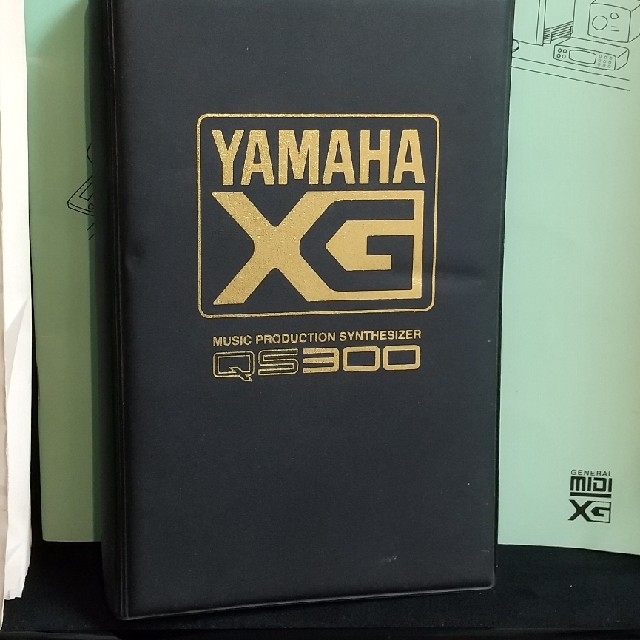 YAMAHA
XG
MUSIC PRODUCTION SYNTHESIZER
QS300
GENERAL
MIDI
XG